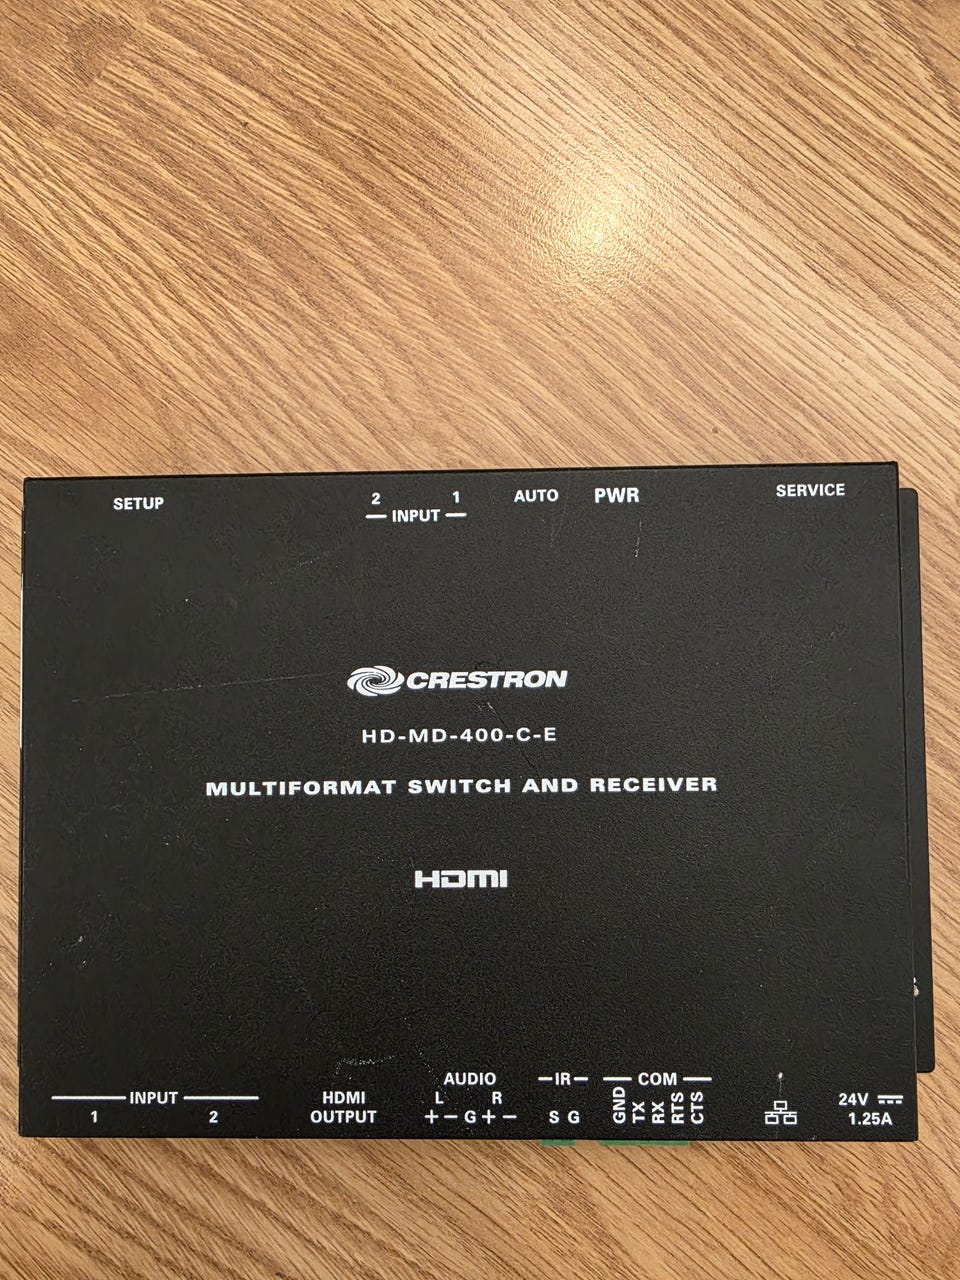 SETUP
2 1
INPUT
AUTO
PWR
SERVICE
CRESTRON
HD-MD-400-C-E
MULTIFORMAT SWITCH AND RECEIVER
HDMI
INPUT
1 2
HDMI
OUTPUT
AUDIO
L R
+ - G + -
IR
S G
COM
GND
TX
RX
RTS
CTS
24V
1.25A